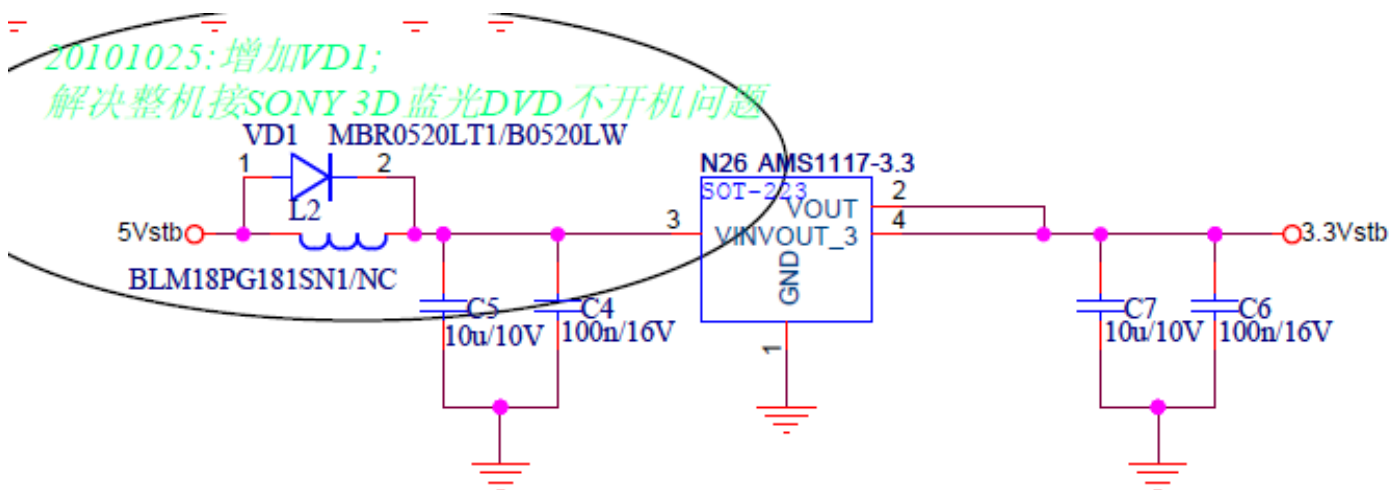 20101025:增加VD1;
解决整机接SONY 3D 蓝光DVD不开机问题
VD1 MBR0520LT1/B0520LW
1 2
L2
5Vstb
BLM18PG181SN1/NC
C5
10u/10V
C4
100n/16V
N26 AMS1117-3.3
SOT-223
3 VIN
VOUT 2
VOUT_3 4
GND
1
3.3Vstb
C7
10u/10V
C6
100n/16V